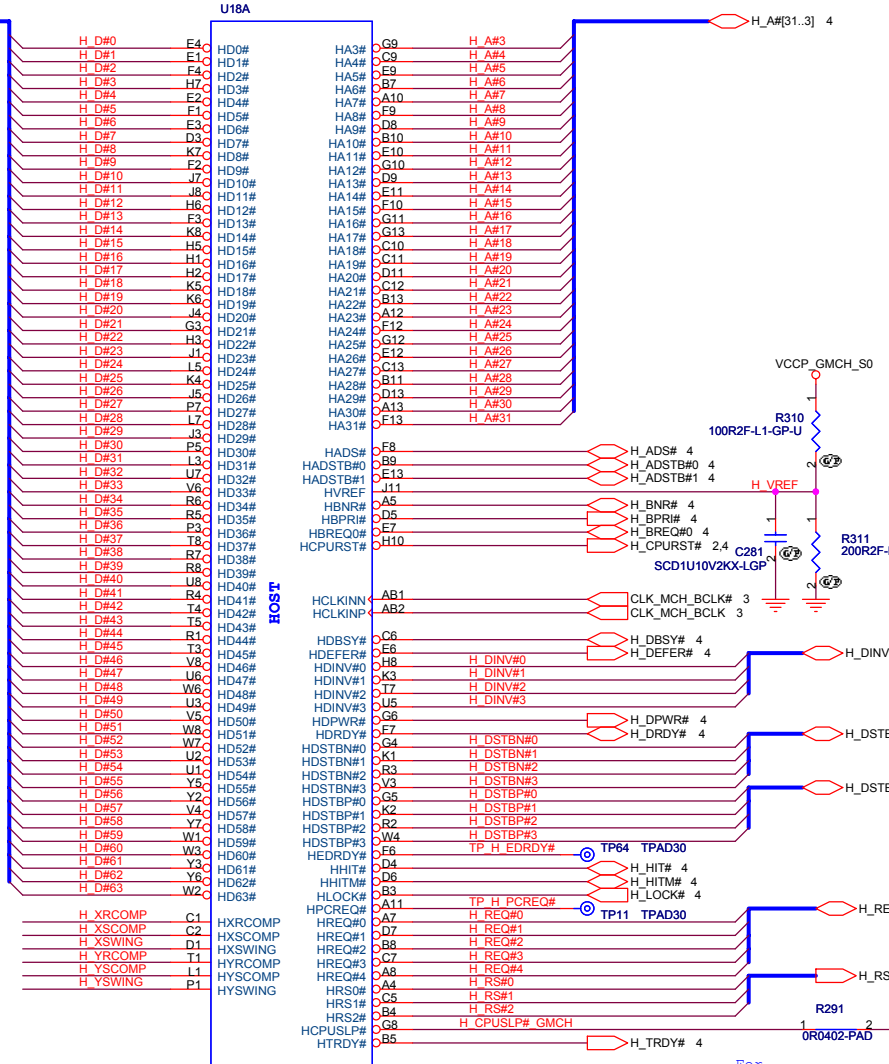 U18A
H_A#[31..3] 4
H_D#0 E4 HD0# HA3# G9 H_A#3
H_D#1 E1 HD1# HA4# C9 H_A#4
H_D#2 F4 HD2# HA5# E9 H_A#5
H_D#3 H7 HD3# HA6# B7 H_A#6
H_D#4 E2 HD4# HA7# A10 H_A#7
H_D#5 F1 HD5# HA8# F9 H_A#8
H_D#6 E3 HD6# HA9# D8 H_A#9
H_D#7 D3 HD7# HA10# B10 H_A#10
H_D#8 K7 HD8# HA11# E10 H_A#11
H_D#9 F2 HD9# HA12# G10 H_A#12
H_D#10 J7 HD10# HA13# D9 H_A#13
H_D#11 J8 HD11# HA14# E11 H_A#14
H_D#12 H6 HD12# HA15# F10 H_A#15
H_D#13 F3 HD13# HA16# G11 H_A#16
H_D#14 K8 HD14# HA17# G13 H_A#17
H_D#15 H5 HD15# HA18# C10 H_A#18
H_D#16 H1 HD16# HA19# C11 H_A#19
H_D#17 H2 HD17# HA20# D11 H_A#20
H_D#18 K5 HD18# HA21# C12 H_A#21
H_D#19 K6 HD19# HA22# B13 H_A#22
H_D#20 J4 HD20# HA23# A12 H_A#23
H_D#21 G3 HD21# HA24# F12 H_A#24
H_D#22 H3 HD22# HA25# G12 H_A#25
H_D#23 J1 HD23# HA26# E12 H_A#26
H_D#24 L5 HD24# HA27# C13 H_A#27
H_D#25 K4 HD25# HA28# B11 H_A#28
H_D#26 J5 HD26# HA29# D13 H_A#29
H_D#27 P7 HD27# HA30# A13 H_A#30
H_D#28 L7 HD28# HA31# F13 H_A#31
VCCP_GMCH_S0
1
R310
100R2F-L1-GP-U
2 G/P
H_D#29 J3 HD29#
H_D#30 P5 HD30# HADS# F8 H_ADS# 4
H_D#31 L3 HD31# HADSTB#0 B9 H_ADSTB#0 4
H_D#32 U7 HD32# HADSTB#1 E13 H_ADSTB#1 4
H_D#33 V6 HD33# HVREF J11 H_VREF
H_D#34 R6 HD34# HBNR# A5 H_BNR# 4
H_D#35 R5 HD35# HBPRI# D5 H_BPRI# 4
H_D#36 P3 HD36# HBREQ0# E7 H_BREQ#0 4
H_D#37 T8 HD37# HCPURST# H10 H_CPURST# 2,4
1
C281
2 G/P
SCD1U10V2KX-LGP
1
R311
200R2F-
2 G/P
H_D#38 R7 HD38#
H_D#39 R8 HD39#
H_D#40 U8 HD40#
HOST
H_D#41 R4 HD41# HCLKINN AB1 CLK_MCH_BCLK# 3
H_D#42 T4 HD42# HCLKINP AB2 CLK_MCH_BCLK 3
H_D#43 T5 HD43#
H_D#44 R1 HD44# HDBSY# C6 H_DBSY# 4
H_D#45 T3 HD45# HDEFER# E6 H_DEFER# 4
H_D#46 V8 HD46# HDINV#0 H8 H_DINV#0 H_DINV
H_D#47 U6 HD47# HDINV#1 K3 H_DINV#1
H_D#48 W6 HD48# HDINV#2 T7 H_DINV#2
H_D#49 U3 HD49# HDINV#3 U5 H_DINV#3
H_D#50 V5 HD50# HDPWR# G6 H_DPWR# 4
H_D#51 W8 HD51# HDRDY# F7 H_DRDY# 4
H_D#52 W7 HD52# HDSTBN#0 G4 H_DSTBN#0 H_DSTB
H_D#53 U2 HD53# HDSTBN#1 K1 H_DSTBN#1
H_D#54 U1 HD54# HDSTBN#2 R3 H_DSTBN#2
H_D#55 Y5 HD55# HDSTBN#3 V3 H_DSTBN#3
H_D#56 Y2 HD56# HDSTBP#0 G5 H_DSTBP#0 H_DSTB
H_D#57 V4 HD57# HDSTBP#1 K2 H_DSTBP#1
H_D#58 Y7 HD58# HDSTBP#2 R2 H_DSTBP#2
H_D#59 W1 HD59# HDSTBP#3 W4 H_DSTBP#3
H_D#60 W3 HD60# HEDRDY# E6 TP_H_EDRDY# TP64 TPAD30
H_D#61 Y3 HD61# HHIT# D4 H_HIT# 4
H_D#62 Y6 HD62# HHITM# D6 H_HITM# 4
H_D#63 W2 HD63# HLOCK# B3 H_LOCK# 4
HPCREQ# A11 TP_H_PCREQ# TP11 TPAD30
H_XRCOMP C1 HXRCOMP HREQ#0 A7 H_REQ#0 H_RE
H_XSCOMP C2 HXSCOMP HREQ#1 D7 H_REQ#1
H_XSWING D1 HXSWING HREQ#2 B8 H_REQ#2
H_YRCOMP T1 HYRCOMP HREQ#3 C7 H_REQ#3
H_YSCOMP L1 HYSCOMP HREQ#4 A8 H_REQ#4
H_YSWING P1 HYSWING HRS0# A4 H_RS#0 H_RS
HRS1# C5 H_RS#1
HRS2# B4 H_RS#2
HCPUSLP# G8 H_CPUSLP#_GMCH
R291
1 2
0R0402-PAD
HTRDY# B5 H_TRDY# 4
For